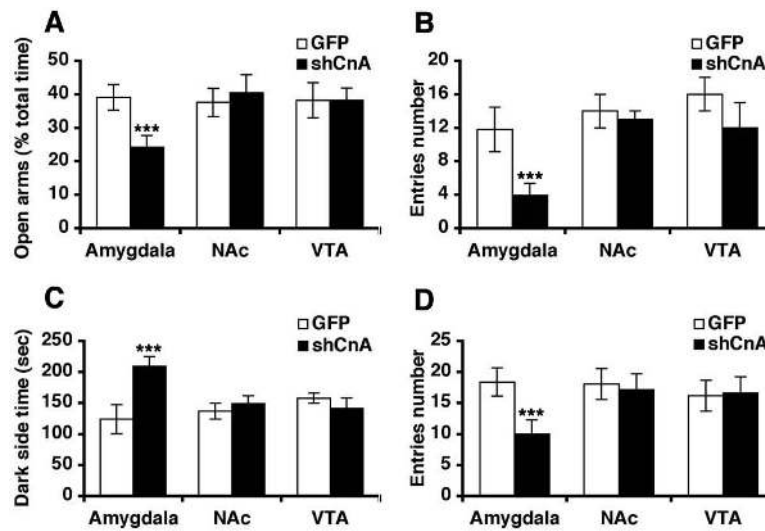 A
GFP
shCnA
Open arms (% total time)
50
40
30
20
10
0
***
Amygdala NAc VTA
B
GFP
shCnA
Entries number
20
16
12
8
4
0
***
Amygdala NAc VTA
C
GFP
shCnA
Dark side time (sec)
250
200
150
100
50
0
***
Amygdala NAc VTA
D
GFP
shCnA
Entries number
25
20
15
10
5
0
***
Amygdala NAc VTA